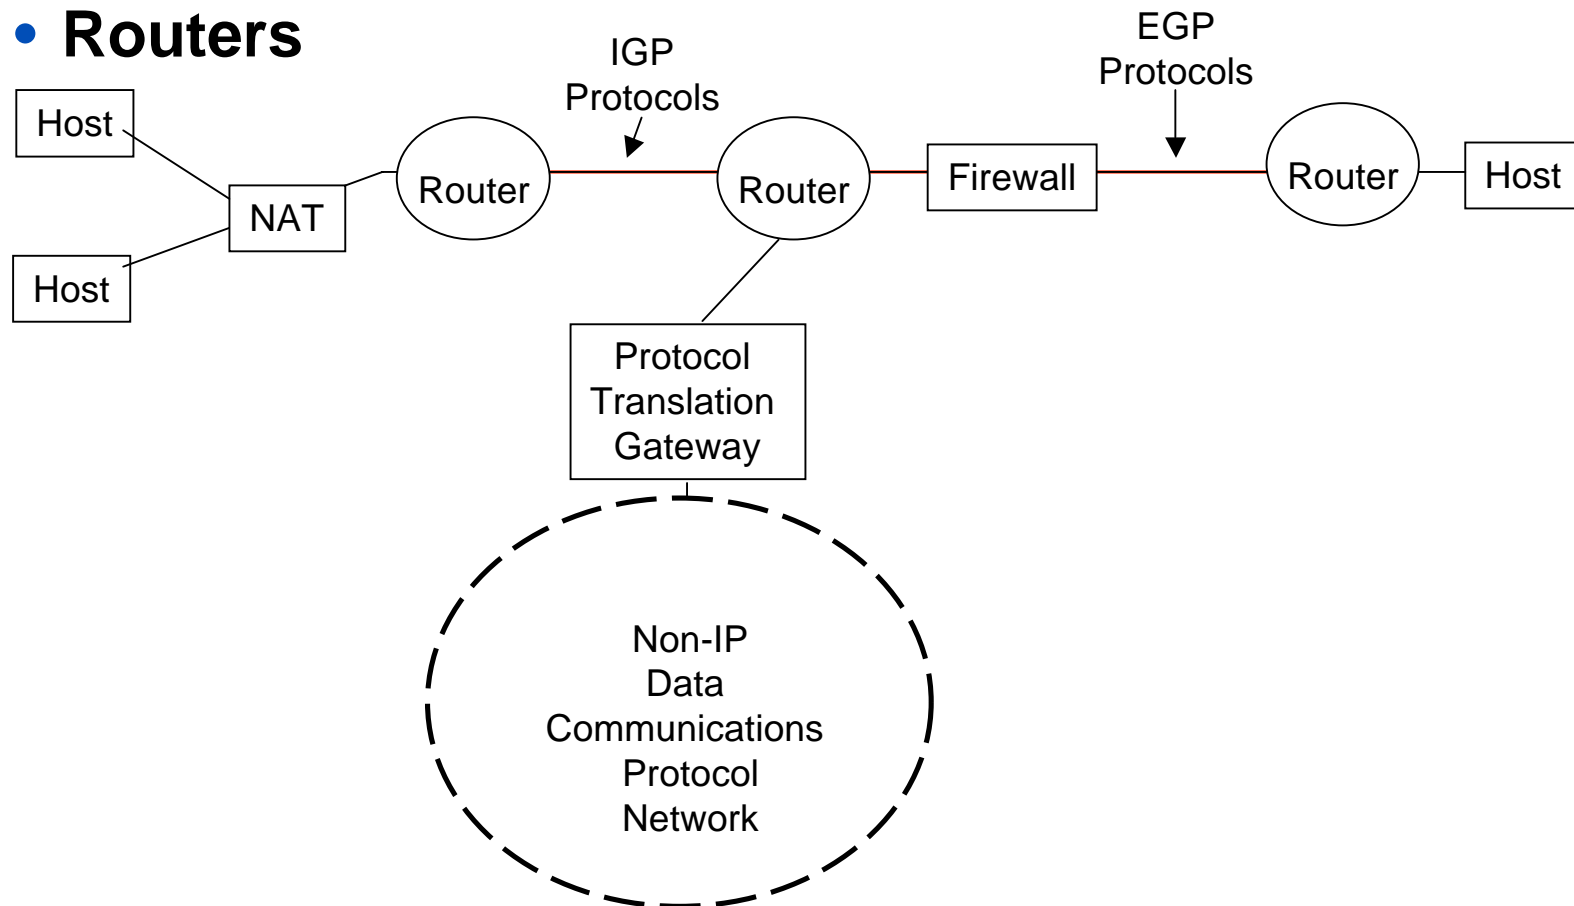 • Routers
IGP
Protocols
EGP
Protocols
Host
Router
Router
Firewall
Router
Host
NAT
Host
Protocol
Translation
Gateway
Non-IP
Data
Communications
Protocol
Network